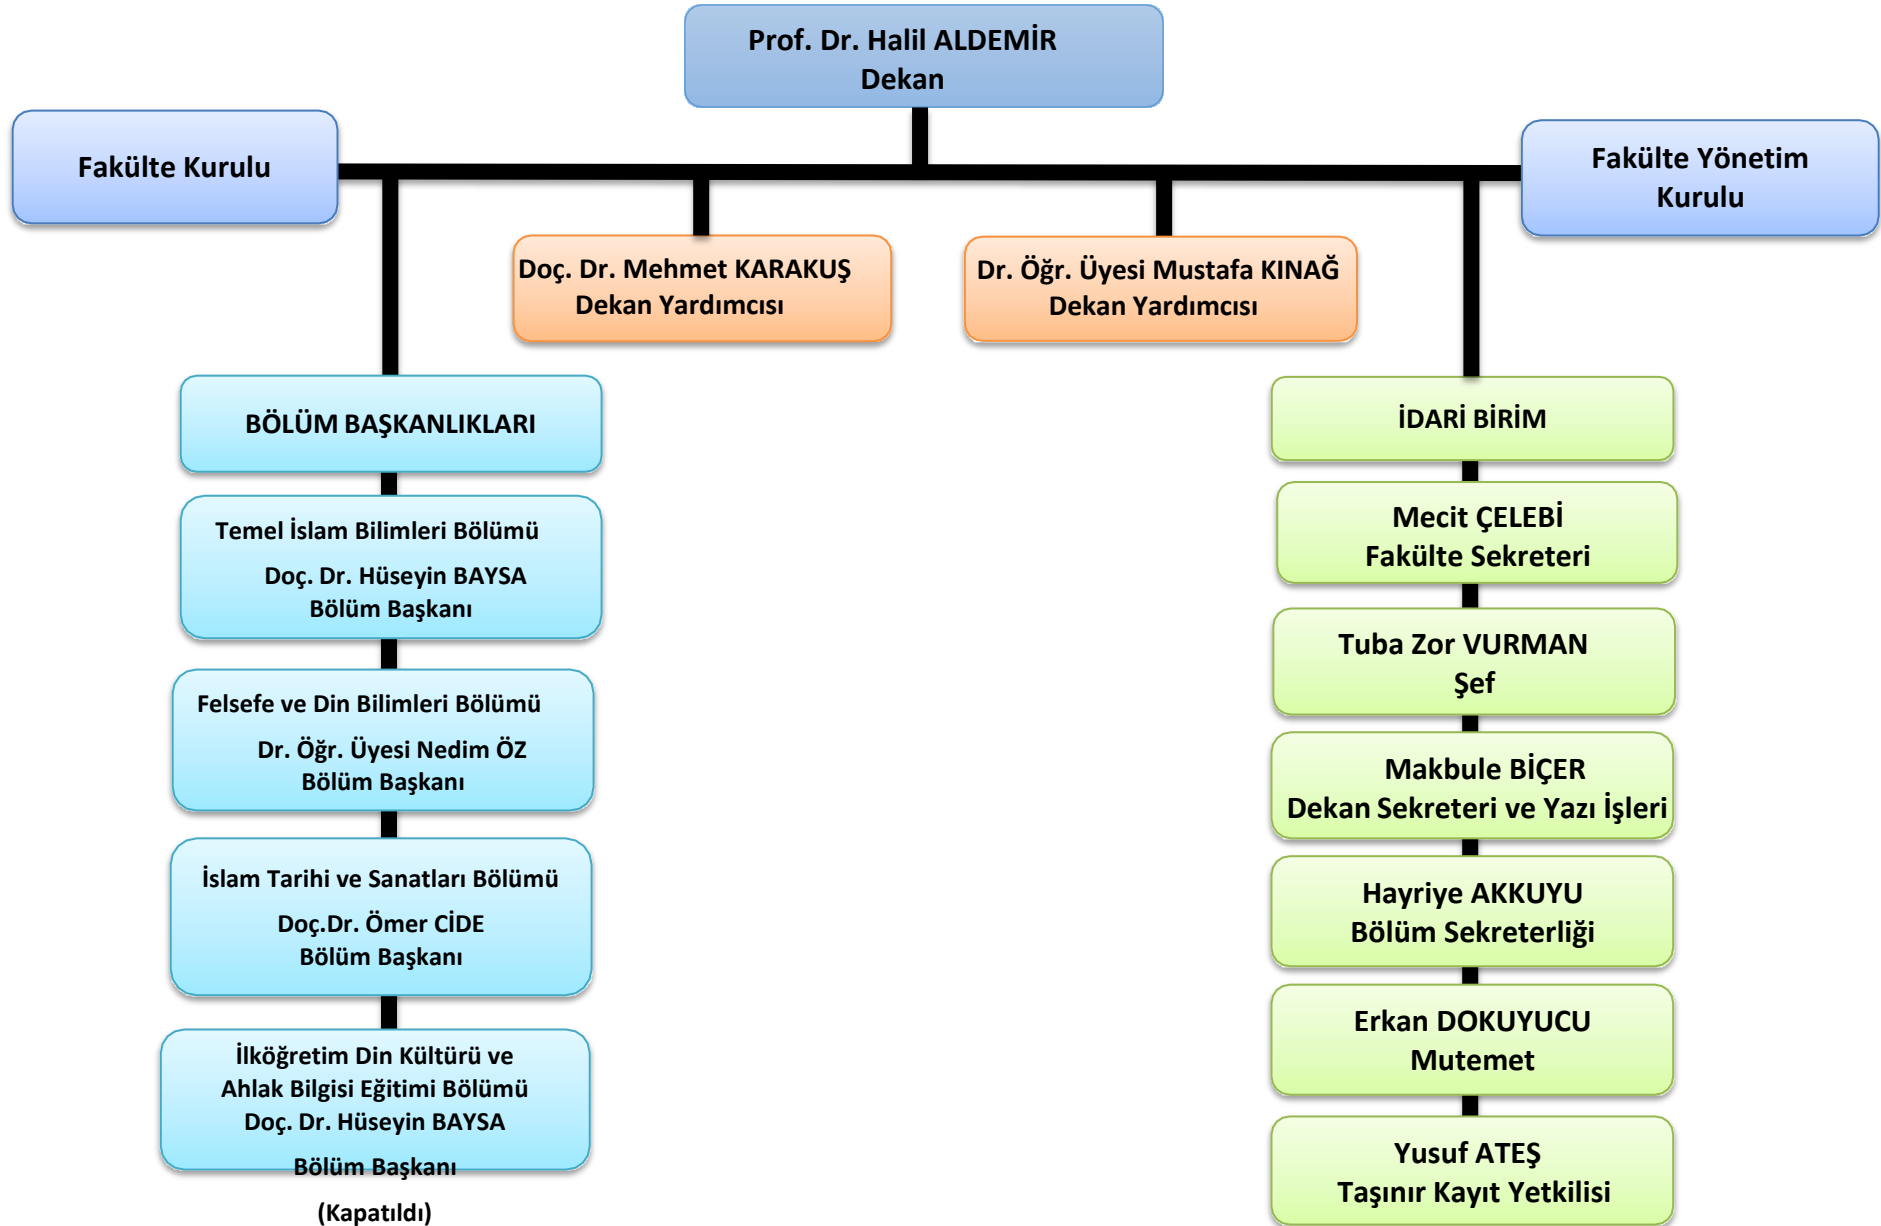 Prof. Dr. Halil ALDEMİR
Dekan
Fakülte Kurulu
Fakülte Yönetim
Kurulu
Doç. Dr. Mehmet KARAKUŞ
Dekan Yardımcısı
Dr. Öğr. Üyesi Mustafa KINAĞ
Dekan Yardımcısı
BÖLÜM BAŞKANLIKLARI
Temel İslam Bilimleri Bölümü
Doç. Dr. Hüseyin BAYSA
Bölüm Başkanı
Felsefe ve Din Bilimleri Bölümü
Dr. Öğr. Üyesi Nedim ÖZ
Bölüm Başkanı
İslam Tarihi ve Sanatları Bölümü
Doç.Dr. Ömer CİDE
Bölüm Başkanı
İlköğretim Din Kültürü ve
Ahlak Bilgisi Eğitimi Bölümü
Doç. Dr. Hüseyin BAYSA
Bölüm Başkanı
(Kapatıldı)
İDARİ BİRİM
Mecit ÇELEBİ
Fakülte Sekreteri
Tuba Zor VURMAN
Şef
Makbule BİÇER
Dekan Sekreteri ve Yazı İşleri
Hayriye AKKUYU
Bölüm Sekreterliği
Erkan DOKUYUCU
Mutemet
Yusuf ATEŞ
Taşınır Kayıt Yetkilisi